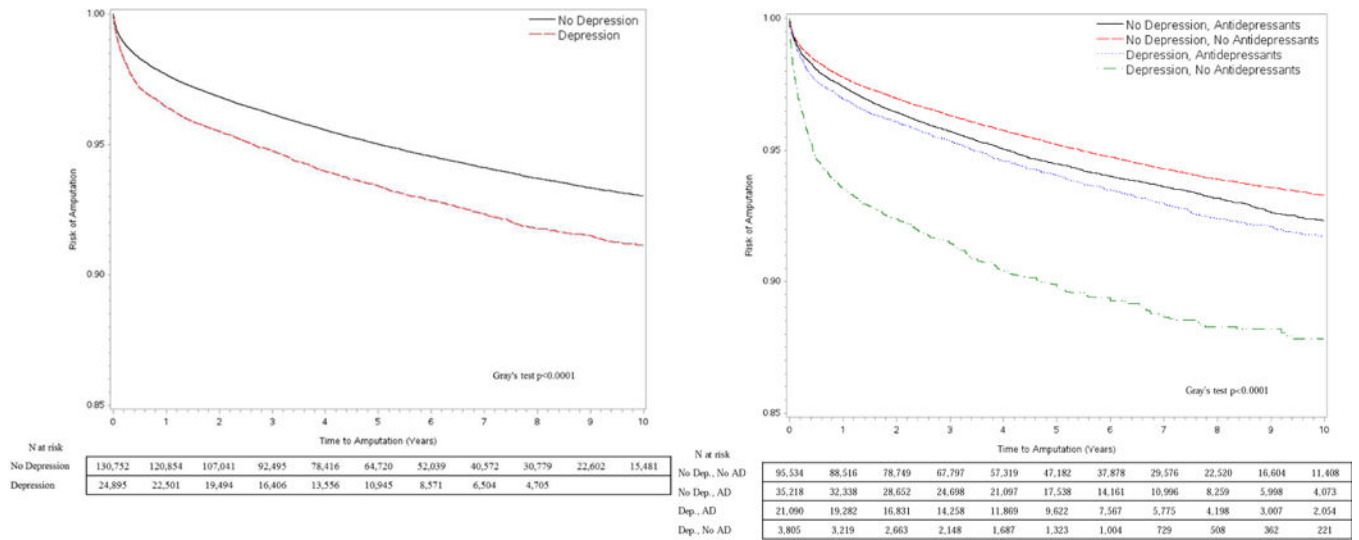 No Depression
Depression
1.00
0.95
0.90
0.85
Risk of Amputation
Gray's test p<0.0001
0 1 2 3 4 5 6 7 8 9 10
Time to Amputation (Years)
N at risk
No Depression 130,752 120,854 107,041 92,495 78,416 64,720 52,039 40,572 30,779 22,602 15,481
Depression 24,895 22,501 19,494 16,406 13,556 10,945 8,571 6,504 4,705
No Depression, Antidepressants
No Depression, No Antidepressants
Depression, Antidepressants
Depression, No Antidepressants
1.00
0.95
0.90
0.85
Risk of Amputation
Gray's test p<0.0001
0 1 2 3 4 5 6 7 8 9 10
Time to Amputation (Years)
N at risk
No Dep., No AD 95,534 88,516 78,749 67,797 57,319 47,182 37,878 29,576 22,520 16,604 11,408
No Dep., AD 35,218 32,338 28,652 24,698 21,097 17,538 14,161 10,996 8,259 5,998 4,073
Dep., AD 21,090 19,282 16,831 14,258 11,869 9,622 7,567 5,775 4,198 3,007 2,054
Dep., No AD 3,805 3,219 2,663 2,148 1,687 1,323 1,004 729 508 362 221